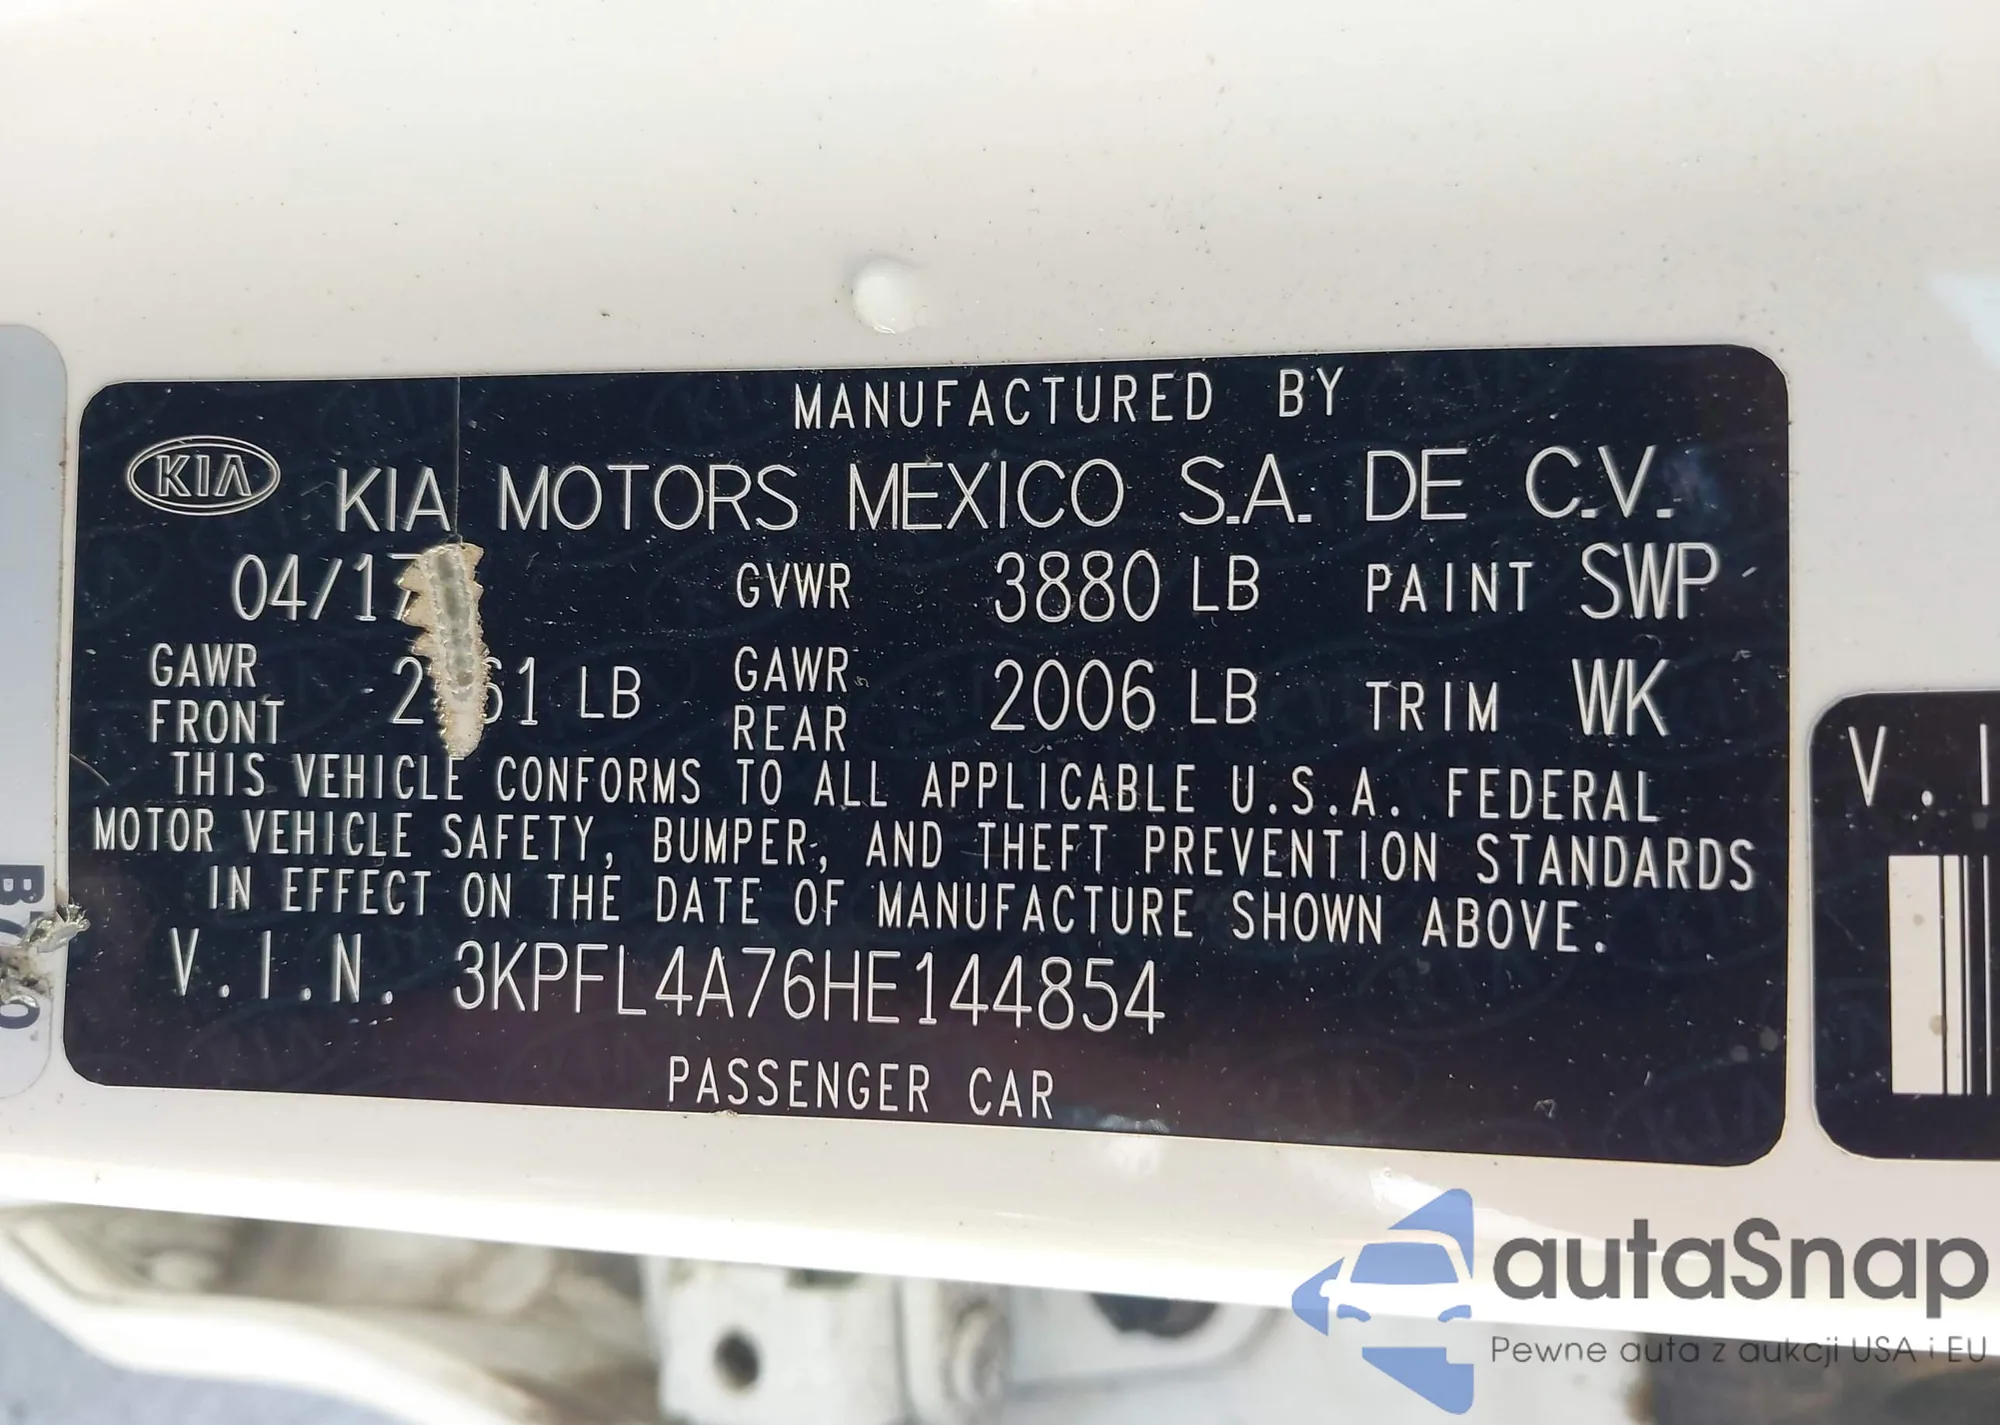 MANUFACTURED BY
KIA KIA MOTORS MEXICO S.A. DE C.V.
04/17 GVWR 3880 LB PAINT SWP
GAWR FRONT LB GAWR REAR 2006 LB TRIM WK
THIS VEHICLE CONFORMS TO ALL APPLICABLE U.S.A. FEDERAL
MOTOR VEHICLE SAFETY, BUMPER, AND THEFT PREVENTION STANDARDS
IN EFFECT ON THE DATE OF MANUFACTURE SHOWN ABOVE.
V.I.N. 3KPFL4A76HE144854
PASSENGER CAR
autaSnap
Pewne auta z aukcji USA i EU